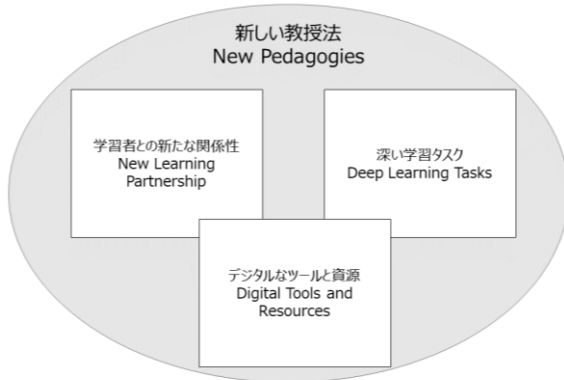 新しい教授法
New Pedagogies
学習者との新たな関係性
New Learning
Partnership
深い学習タスク
Deep Learning Tasks
デジタルなツールと資源
Digital Tools and
Resources